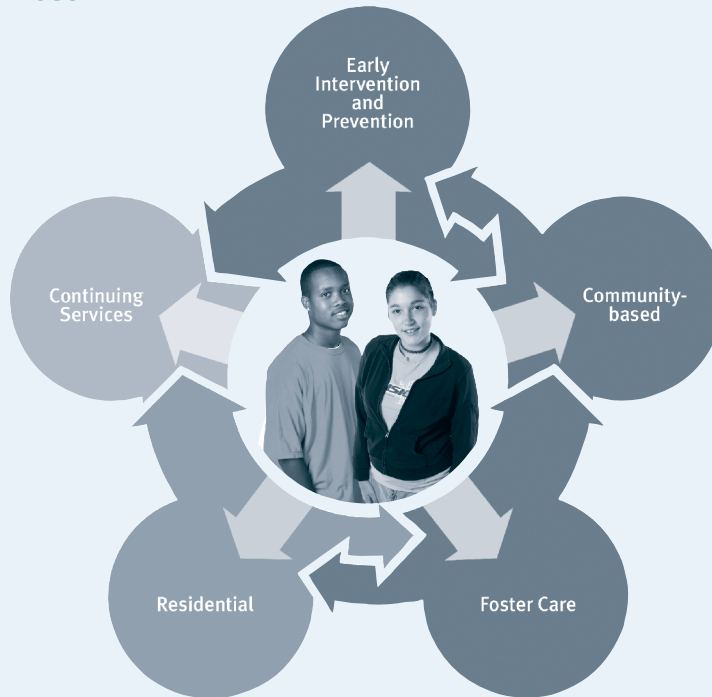 Early
Intervention
and
Prevention
Continuing
Services
Community-
based
Residential
Foster Care